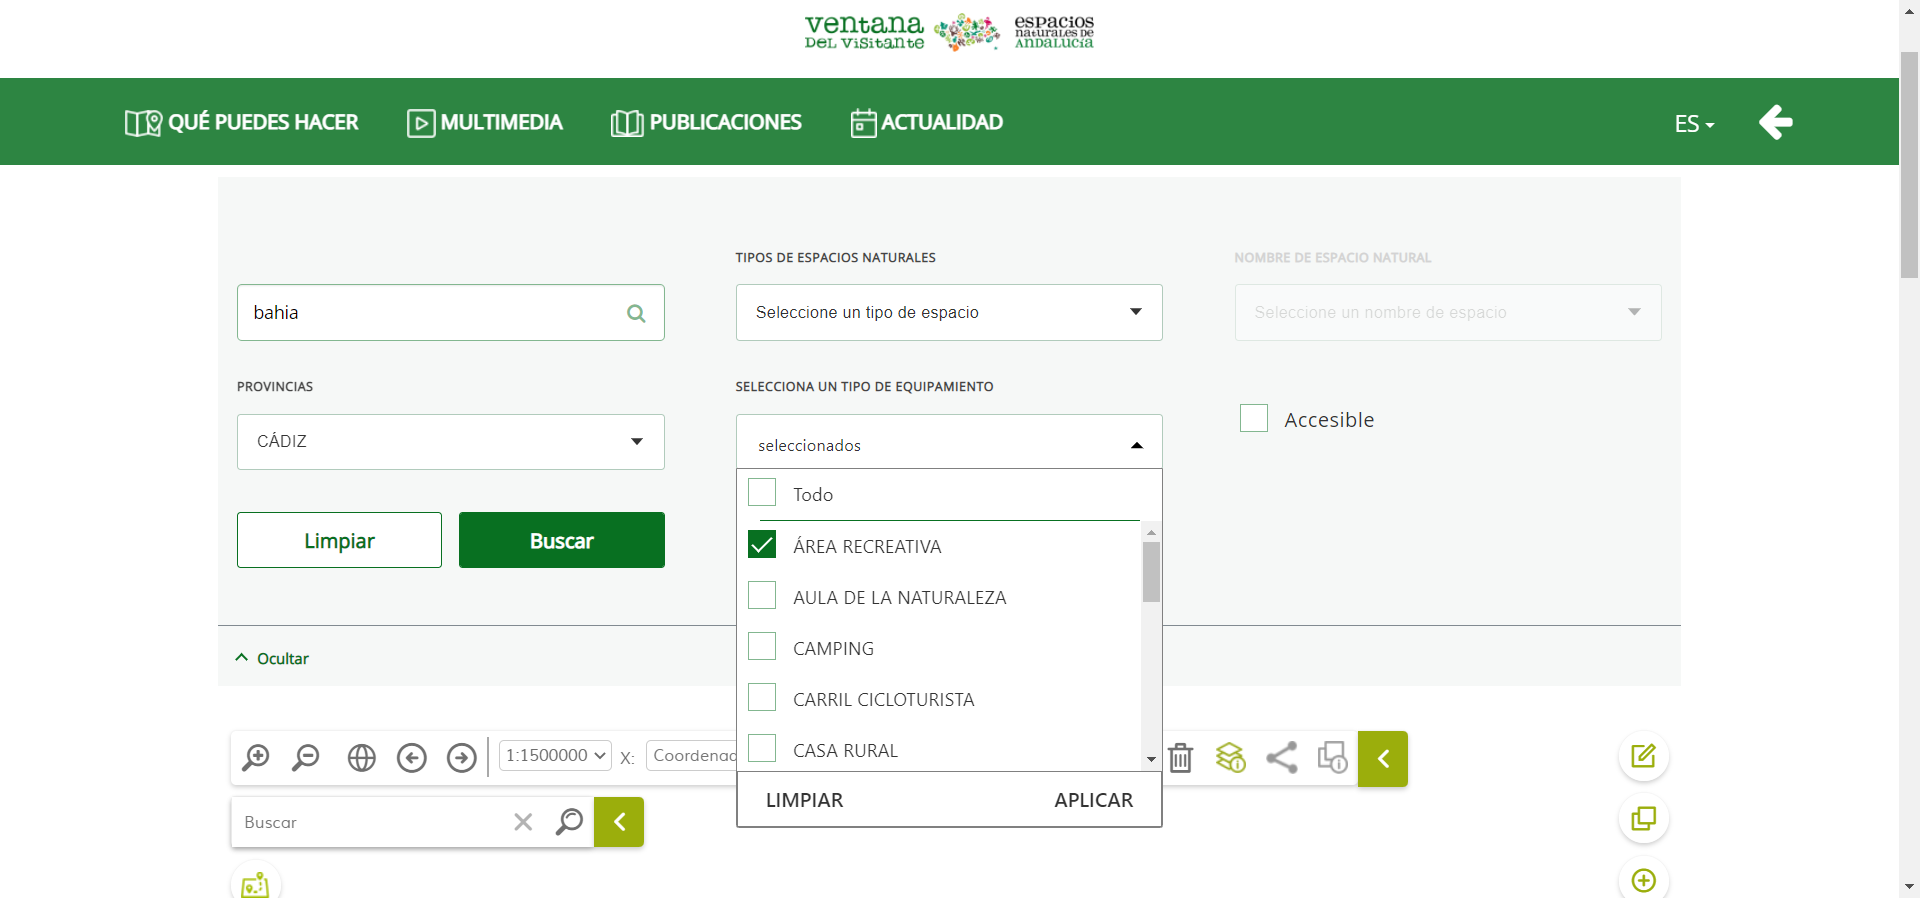 ventana
DEL VISITANTE
ESPACIOS
NATURALES DE
ANDALUCÍA
QUÉ PUEDES HACER
MULTIMEDIA
PUBLICACIONES
ACTUALIDAD
ES
TIPOS DE ESPACIOS NATURALES
NOMBRE DE ESPACIO NATURAL
bahia
Seleccione un tipo de espacio
Seleccione un nombre de espacio
PROVINCIAS
SELECCIONA UN TIPO DE EQUIPAMIENTO
CÁDIZ
seleccionados
Accesible
Todo
Limpiar
Buscar
ÁREA RECREATIVA
AULA DE LA NATURALEZA
CAMPING
CARRIL CICLOTURISTA
CASA RURAL
LIMPIAR
APLICAR
Ocultar
1:1500000
X:
Coordenad
Buscar